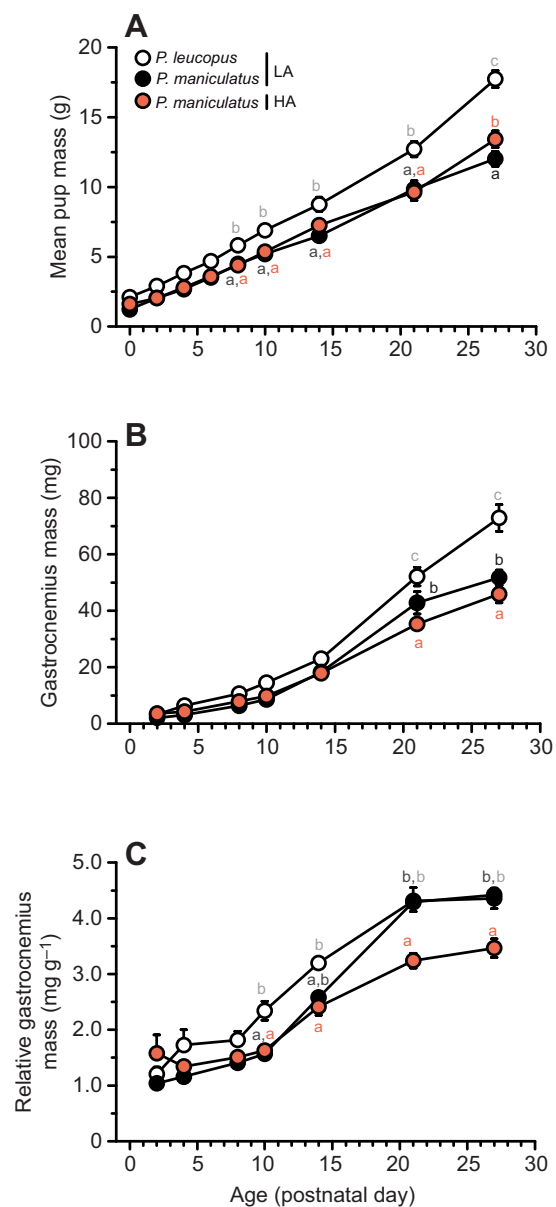 A
20
15
10
5
0
Mean pup mass (g)
P. leucopus
P. maniculatus
LA
P. maniculatus
HA
c
b
b
a
b
a,a
b
a,a
b
b
a,a
a,a
0 5 10 15 20 25 30
B
100
80
60
40
20
0
Gastrocnemius mass (mg)
c
c
b
b
a
a
0 5 10 15 20 25 30
C
5.0
4.0
3.0
2.0
1.0
0
Relative gastrocnemius
mass (mg g–1)
b,b
b,b
b
a,b
a
a
a
b
a,a
0 5 10 15 20 25 30
Age (postnatal day)